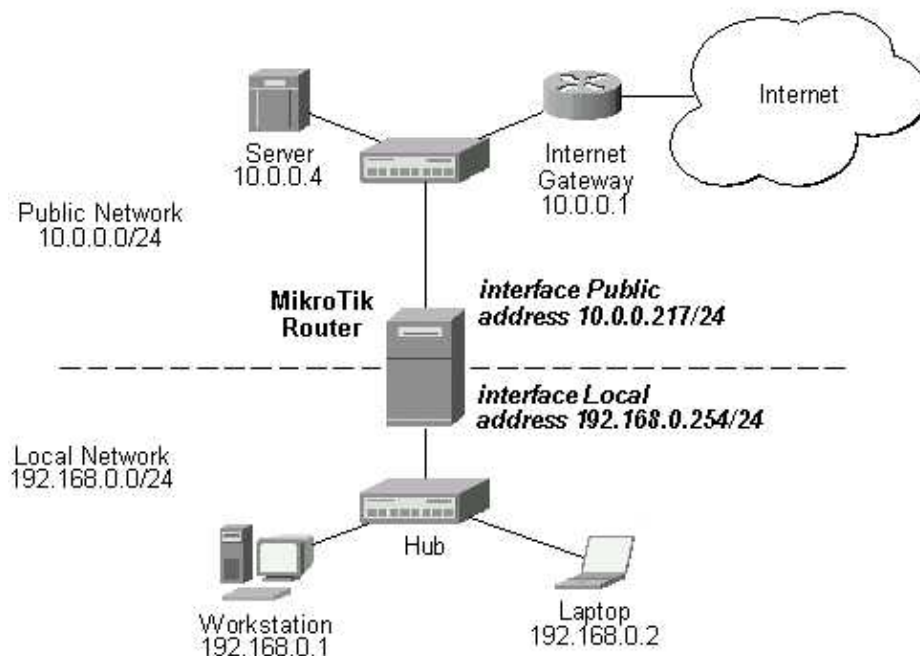 Internet
Server
10.0.0.4
Internet
Gateway
10.0.0.1
Public Network
10.0.0.0/24
MikroTik
Router
interface Public
address 10.0.0.217/24
interface Local
address 192.168.0.254/24
Local Network
192.168.0.0/24
Hub
Workstation
192.168.0.1
Laptop
192.168.0.2